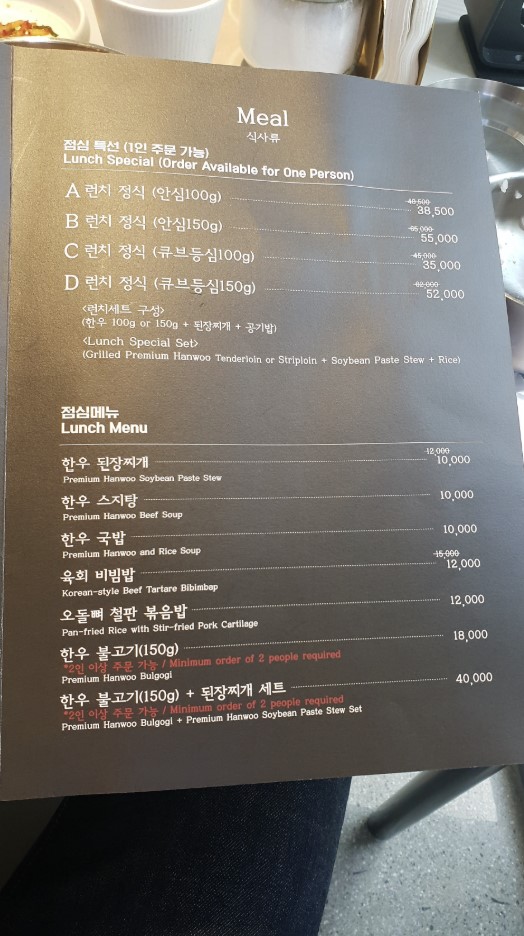 Meal
식사류
점심 특선 (1인 주문 가능)
Lunch Special (Order Available for One Person)
A 런치 정식 (안심100g) 48,500 38,500
B 런치 정식 (안심150g) 65,000 55,000
C 런치 정식 (큐브등심100g) 45,000 35,000
D 런치 정식 (큐브등심150g) 62,000 52,000
<런치세트 구성>
(한우 100g or 150g + 된장찌개 + 공기밥)
<Lunch Special Set>
(Grilled Premium Hanwoo Tenderloin or Striploin + Soybean Paste Stew + Rice)
점심메뉴
Lunch Menu
한우 된장찌개 12,000 10,000
Premium Hanwoo Soybean Paste Stew
한우 스지탕 10,000
Premium Hanwoo Beef Soup
한우 국밥 10,000
Premium Hanwoo and Rice Soup
육회 비빔밥 15,000 12,000
Korean-style Beef Tartare Bibimbap
오돌뼈 철판 볶음밥 12,000
Pan-fried Rice with Stir-fried Pork Cartilage
한우 불고기(150g) 18,000
*2인 이상 주문 가능 / Minimum order of 2 people required
Premium Hanwoo Bulgogi
한우 불고기(150g) + 된장찌개 세트 40,000
*2인 이상 주문 가능 / Minimum order of 2 people required
Premium Hanwoo Bulgogi + Premium Hanwoo Soybean Paste Stew Set